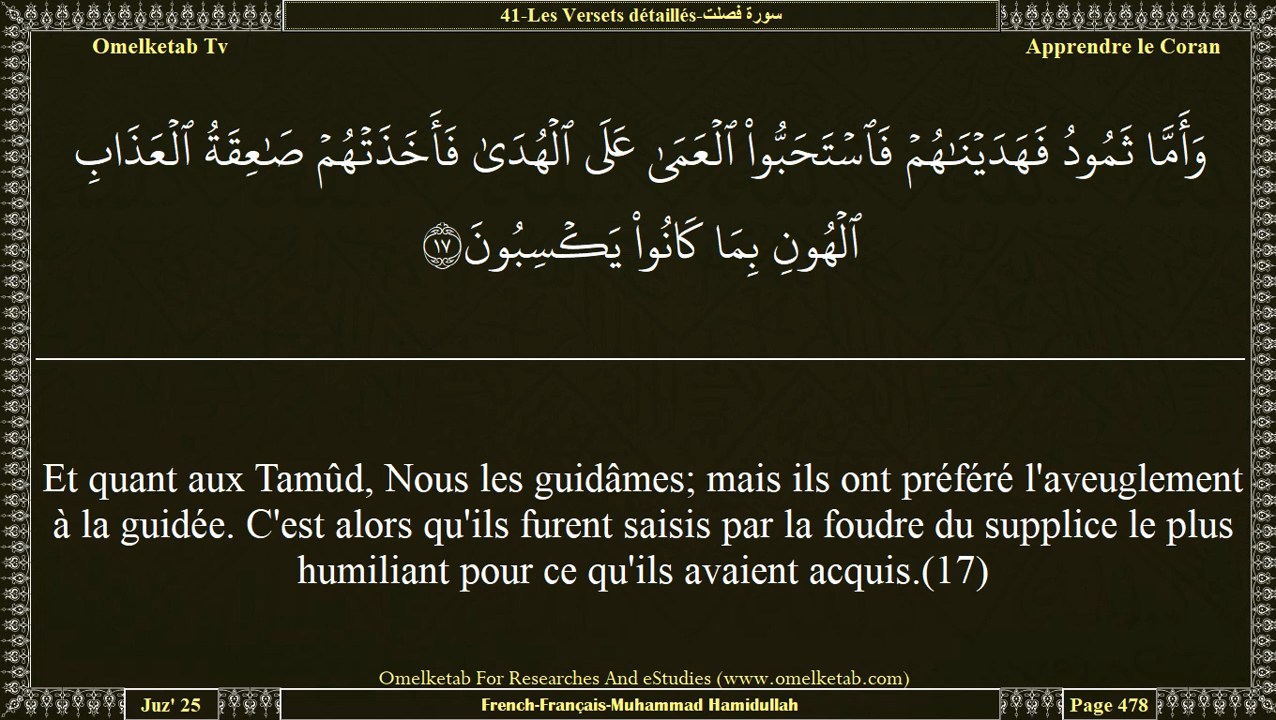 41-Les Versets détaillés-سورة فصلت
Omelketab Tv
Apprendre le Coran
وَأَمَّا ثَمُودُ فَهَدَيۡنَٰهُمۡ فَٱسۡتَحَبُّواْ ٱلۡعَمَىٰ عَلَى ٱلۡهُدَىٰ فَأَخَذَتۡهُمۡ صَٰعِقَةُ ٱلۡعَذَابِ
ٱلۡهُونِ بِمَا كَانُواْ يَكۡسِبُونَ ١٧
Et quant aux Tamûd, Nous les guidâmes; mais ils ont préféré l'aveuglement
à la guidée. C'est alors qu'ils furent saisis par la foudre du supplice le plus
humiliant pour ce qu'ils avaient acquis.(17)
Omelketab For Researches And eStudies (www.omelketab.com)
Juz' 25
French-Français-Muhammad Hamidullah
Page 478